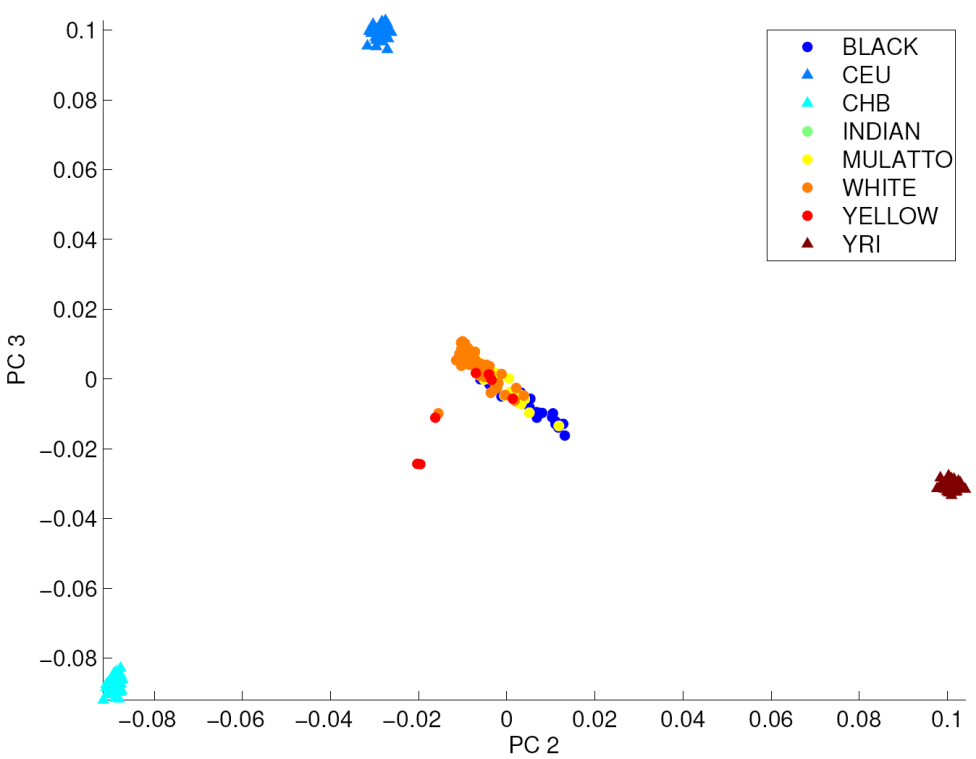 0.1
0.08
0.06
0.04
0.02
0
−0.02
−0.04
−0.06
−0.08
PC 3
−0.08 −0.06 −0.04 −0.02 0 0.02 0.04 0.06 0.08 0.1
PC 2
BLACK
CEU
CHB
INDIAN
MULATTO
WHITE
YELLOW
YRI